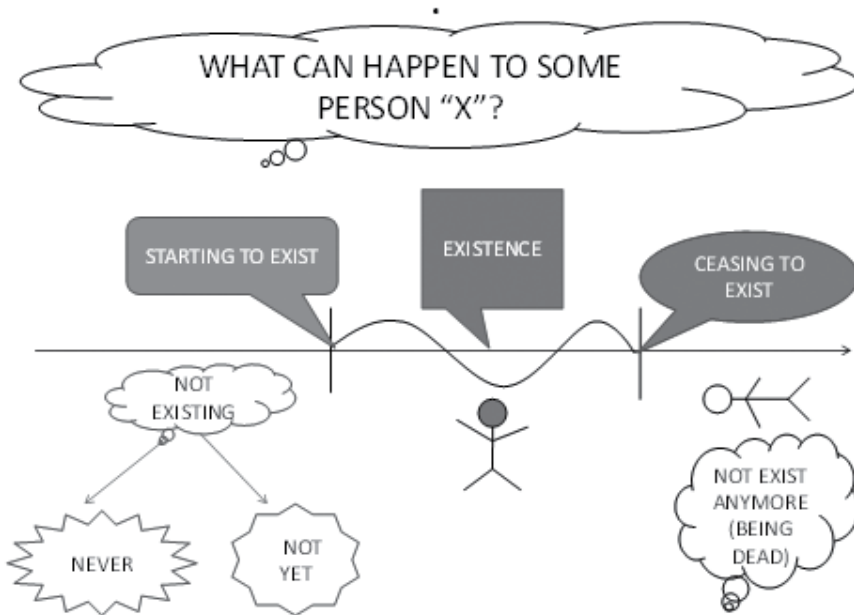 WHAT CAN HAPPEN TO SOME
PERSON “X”?
STARTING TO EXIST
EXISTENCE
CEASING TO
EXIST
NOT
EXISTING
NEVER
NOT
YET
NOT EXIST
ANYMORE
(BEING
DEAD)